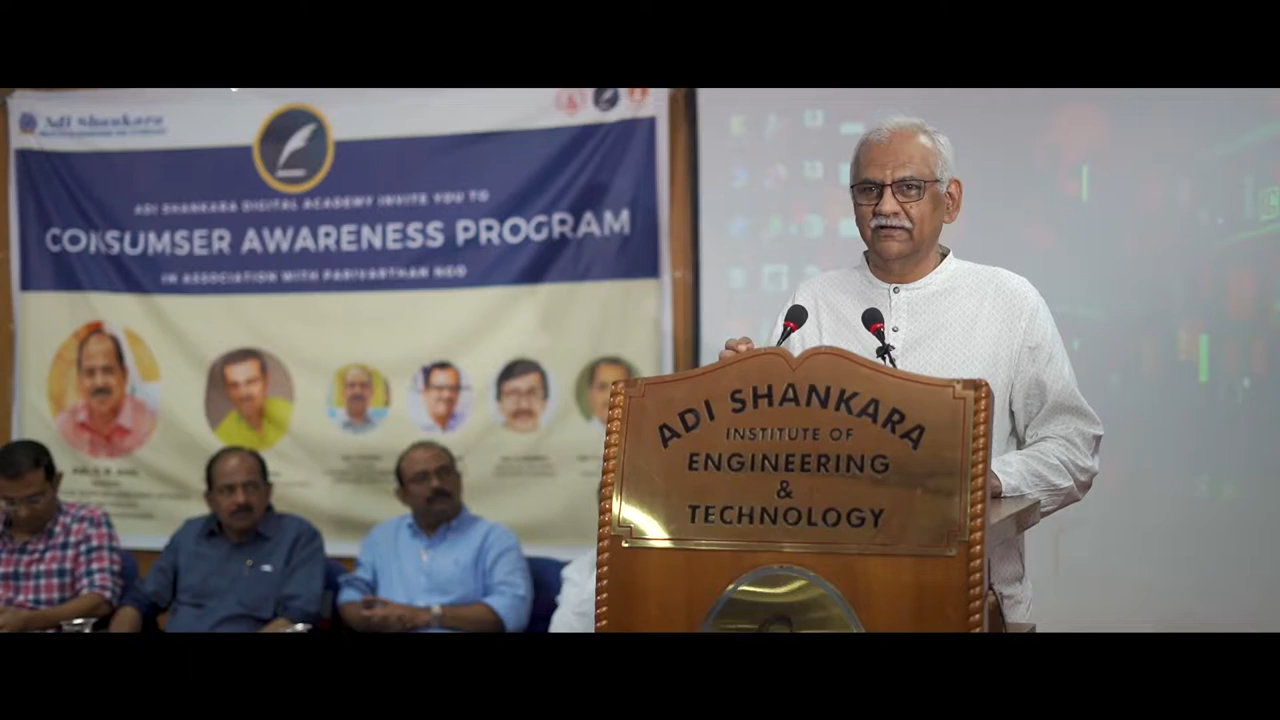 Adi Shankara
ADI SHANKARA DIGITAL ACADEMY INVITE YOU TO
CONSUMSER AWARENESS PROGRAM
IN ASSOCIATION WITH PARIVARTHAN NGO
ADI SHANKARA
INSTITUTE OF
ENGINEERING
&
TECHNOLOGY